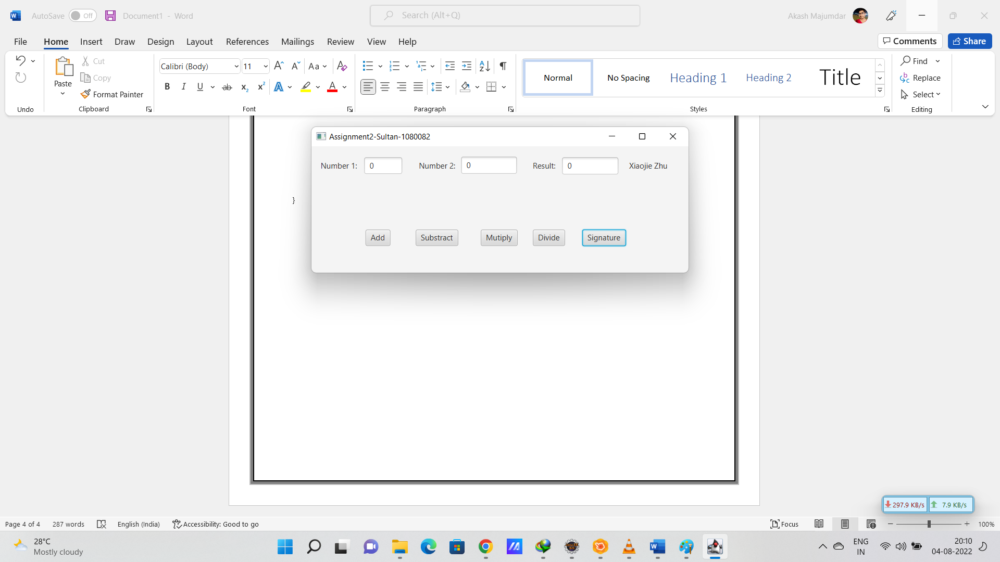 AutoSave Off Document1 - Word Search (Alt+Q) Akash Majumdar
File Home Insert Draw Design Layout References Mailings Review View Help Comments Share
Cut
Copy
Format Painter
Paste
Undo Clipboard
Calibri (Body) 11 Aa
B I U ab x2 x2 A A
Font Paragraph
Normal No Spacing Heading 1 Heading 2 Title
Styles
Find
Replace
Select
Editing
Assignment2-Sultan-1080082
Number 1: 0 Number 2: 0 Result: 0 Xiaojie Zhu
}
Add Substract Mutiply Divide Signature
297.9 KB/s 7.9 KB/s
Page 4 of 4 287 words English (India) Accessibility: Good to go Focus 100%
28°C
Mostly cloudy
ENG
IN
20:10
04-08-2022